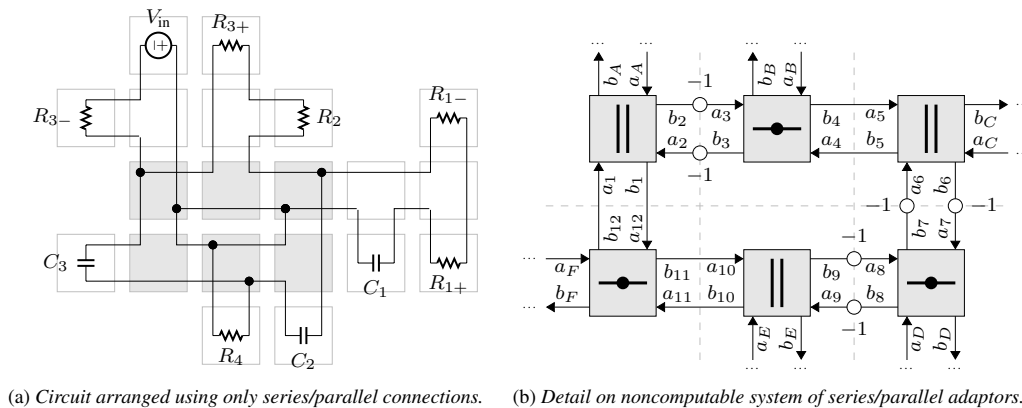 V_in R_3+
R_3− R_2 R_1−
C_3 C_1 R_1+
R_4 C_2
(a) Circuit arranged using only series/parallel connections.
... ... ... ...
b_A a_A b_B a_B
−1
b_2 a_3 b_4 a_5 b_C ...
a_2 b_3 a_4 b_5 a_C ...
−1
a_1 b_1 a_6 b_6
−1 −1
b_12 a_12 b_7 a_7
−1
... a_F b_11 a_10 b_9 a_8
... b_F a_11 b_10 a_9 b_8
−1
a_E b_E a_D b_D
... ... ... ...
(b) Detail on noncomputable system of series/parallel adaptors.